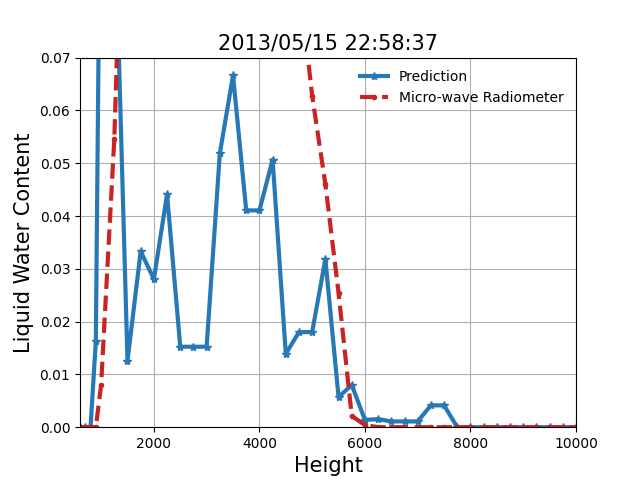 2013/05/15 22:58:37
Prediction
Micro-wave Radiometer
Liquid Water Content
0.07
0.06
0.05
0.04
0.03
0.02
0.01
0.00
2000 4000 6000 8000 10000
Height